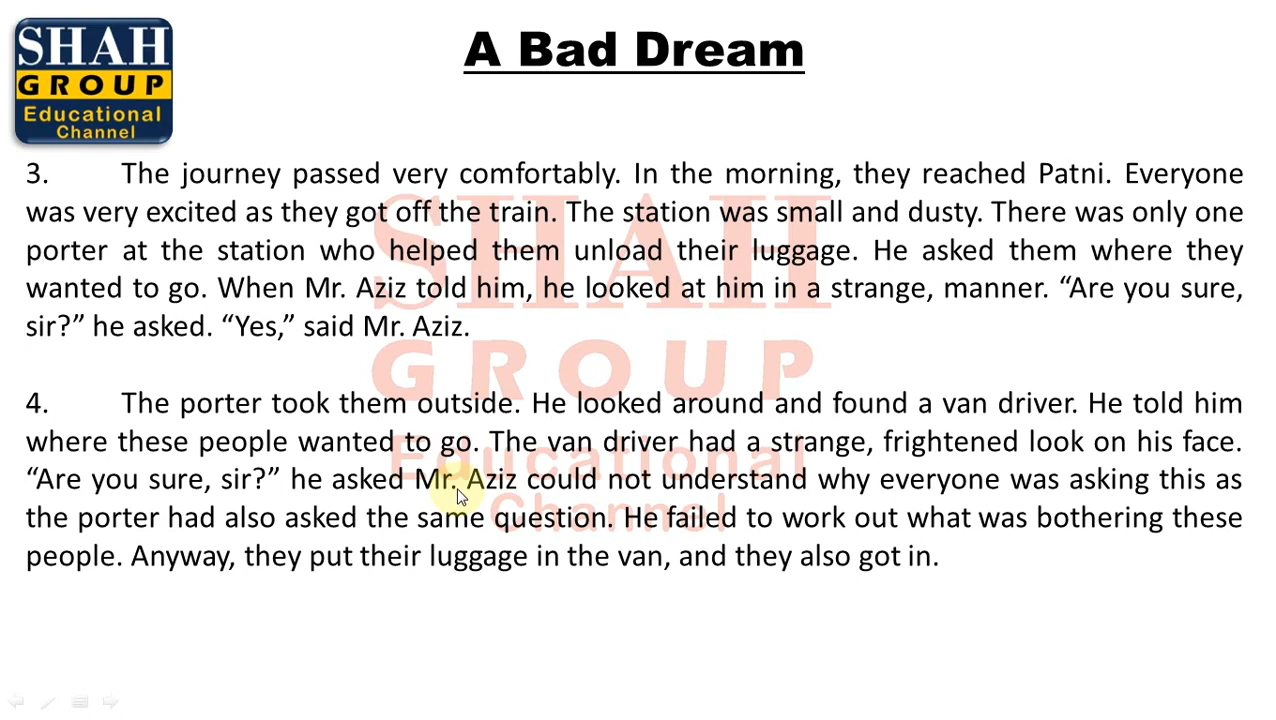 SHAH
GROUP
Educational
Channel
A Bad Dream
3. The journey passed very comfortably. In the morning, they reached Patni. Everyone
was very excited as they got off the train. The station was small and dusty. There was only one
porter at the station who helped them unload their luggage. He asked them where they
wanted to go. When Mr. Aziz told him, he looked at him in a strange, manner. “Are you sure,
sir?” he asked. “Yes,” said Mr. Aziz.
4. The porter took them outside. He looked around and found a van driver. He told him
where these people wanted to go. The van driver had a strange, frightened look on his face.
“Are you sure, sir?” he asked Mr. Aziz could not understand why everyone was asking this as
the porter had also asked the same question. He failed to work out what was bothering these
people. Anyway, they put their luggage in the van, and they also got in.
SHAH
GROUP
Educational
Channel